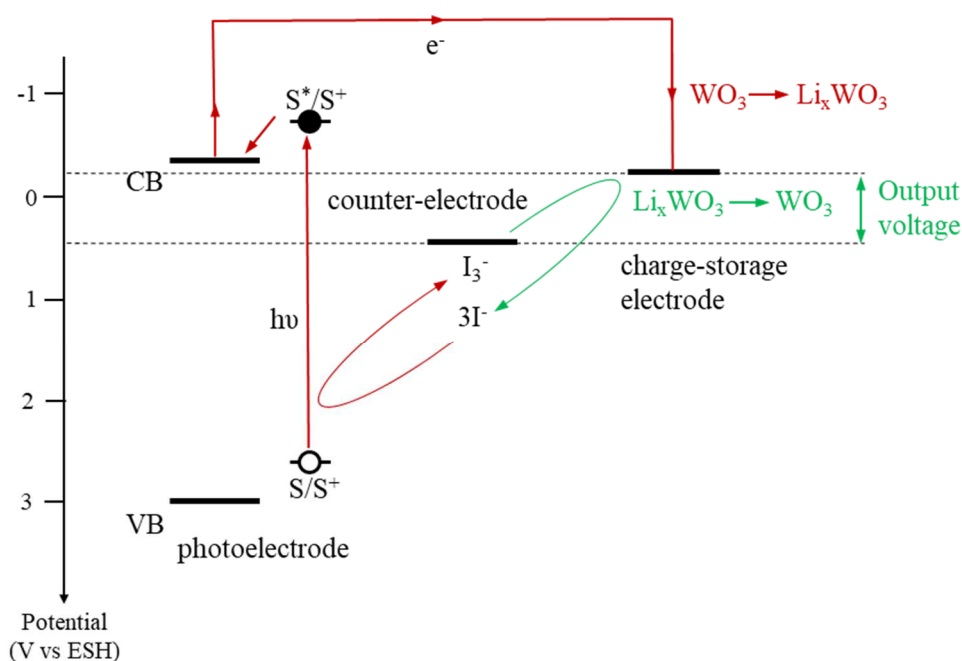 e-
-1
S*/S+
WO3 → LixWO3
CB
0
counter-electrode
LixWO3 → WO3
Output
voltage
I3-
charge-storage
electrode
1
3I-
hυ
2
S/S+
3
VB
photoelectrode
Potential
(V vs ESH)